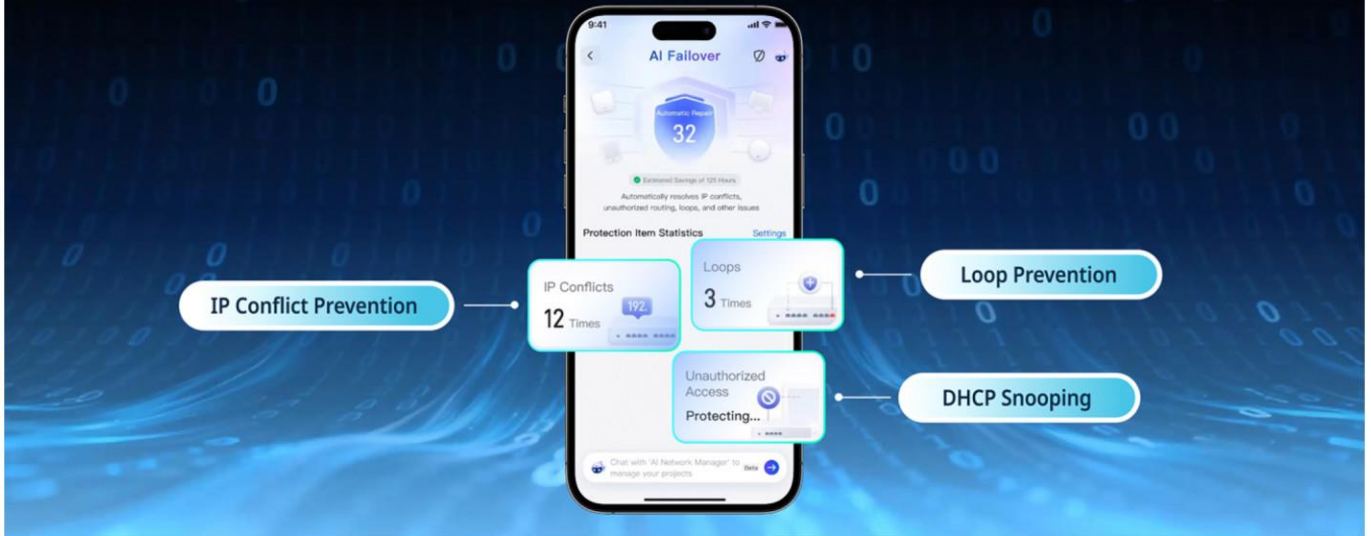 9:41
AI Failover
Automatic Repair
32
Estimated Savings of 125 Hours
Automatically resolves IP conflicts,
unauthorized routing, loops, and other issues
Protection Item Statistics
Settings
IP Conflict Prevention
IP Conflicts
12 Times
192.
Loops
3 Times
Loop Prevention
Unauthorized
Access
Protecting...
DHCP Snooping
Chat with 'AI Network Manager' to
manage your projects
Beta